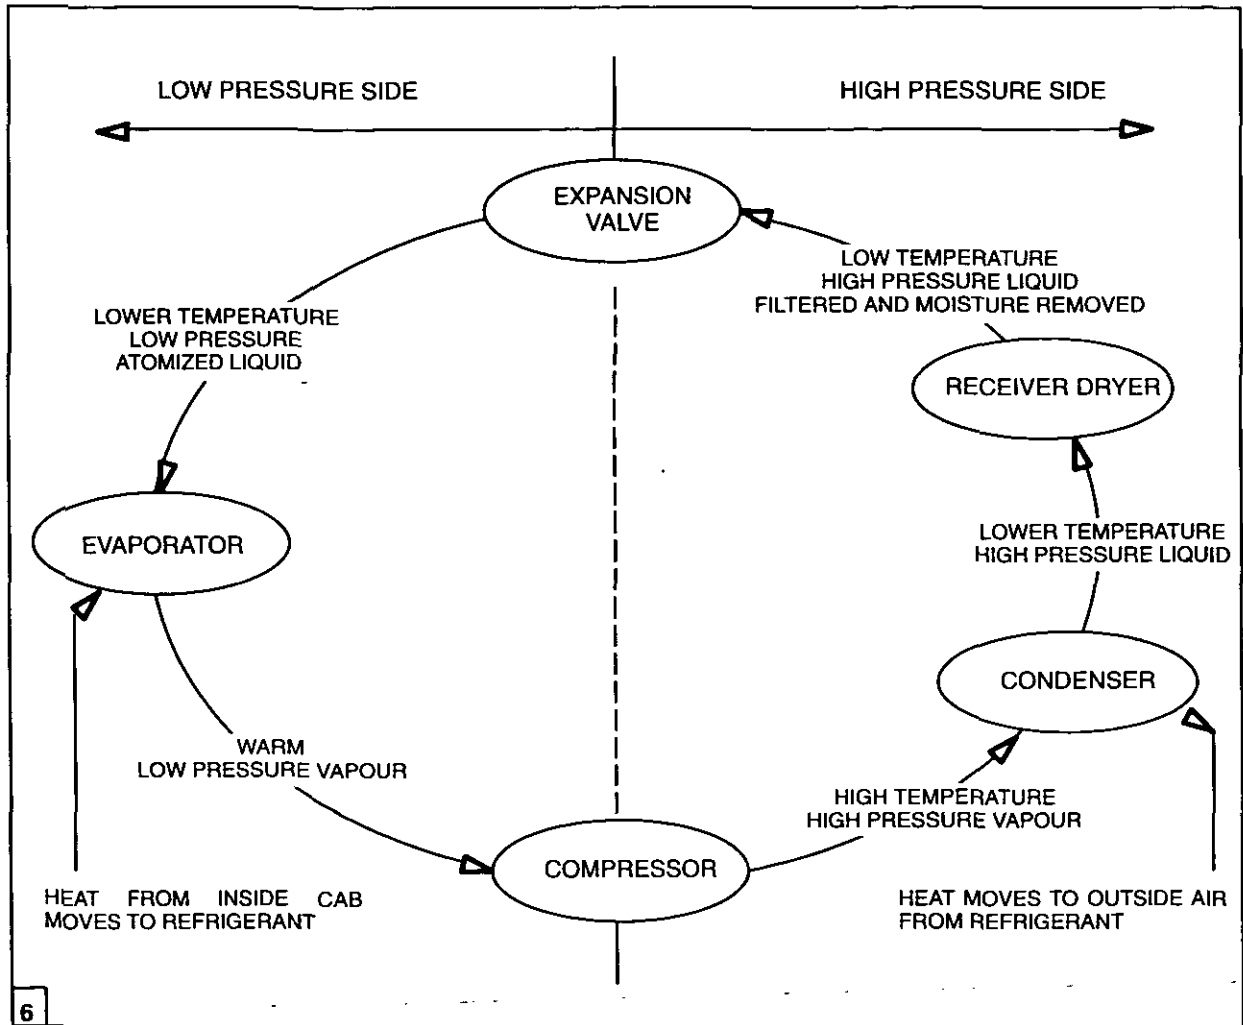 LOW PRESSURE SIDE
HIGH PRESSURE SIDE
EXPANSION
VALVE
LOW TEMPERATURE
HIGH PRESSURE LIQUID
FILTERED AND MOISTURE REMOVED
LOWER TEMPERATURE
LOW PRESSURE
ATOMIZED LIQUID
RECEIVER DRYER
EVAPORATOR
LOWER TEMPERATURE
HIGH PRESSURE LIQUID
CONDENSER
WARM
LOW PRESSURE VAPOUR
HIGH TEMPERATURE
HIGH PRESSURE VAPOUR
COMPRESSOR
HEAT FROM INSIDE CAB
MOVES TO REFRIGERANT
HEAT MOVES TO OUTSIDE AIR
FROM REFRIGERANT
6